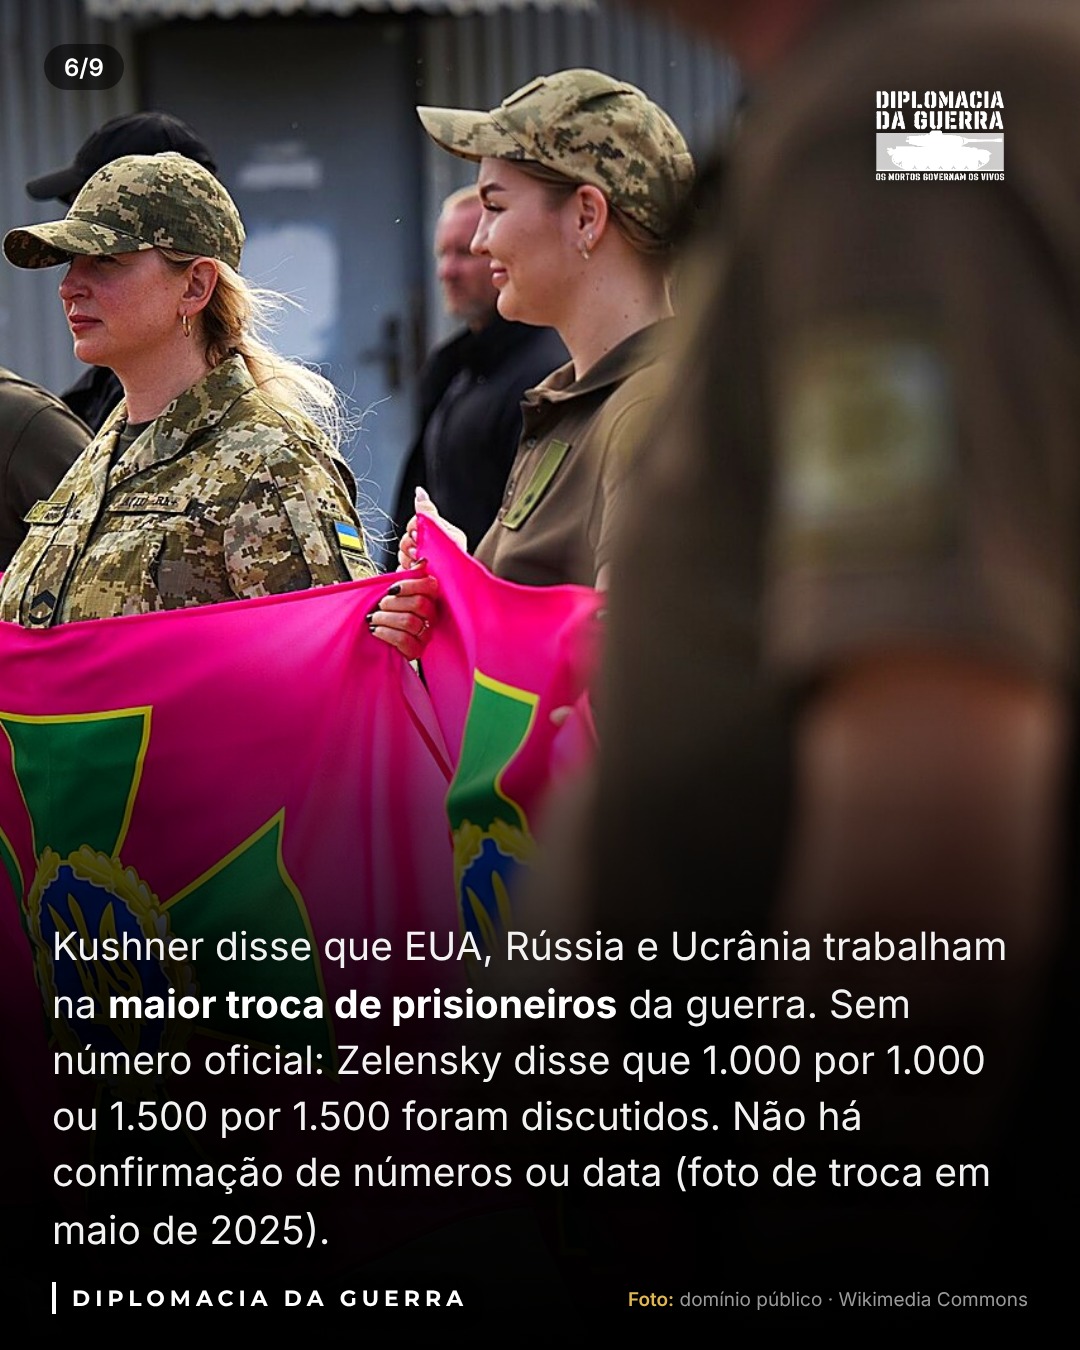 6/9
DIPLOMACIA
DA GUERRA
OS MORTOS GOVERNAM OS VIVOS
Kushner disse que EUA, Rússia e Ucrânia trabalham
na maior troca de prisioneiros da guerra. Sem
número oficial: Zelensky disse que 1.000 por 1.000
ou 1.500 por 1.500 foram discutidos. Não há
confirmação de números ou data (foto de troca em
maio de 2025).
DIPLOMACIA DA GUERRA
Foto: domínio público · Wikimedia Commons